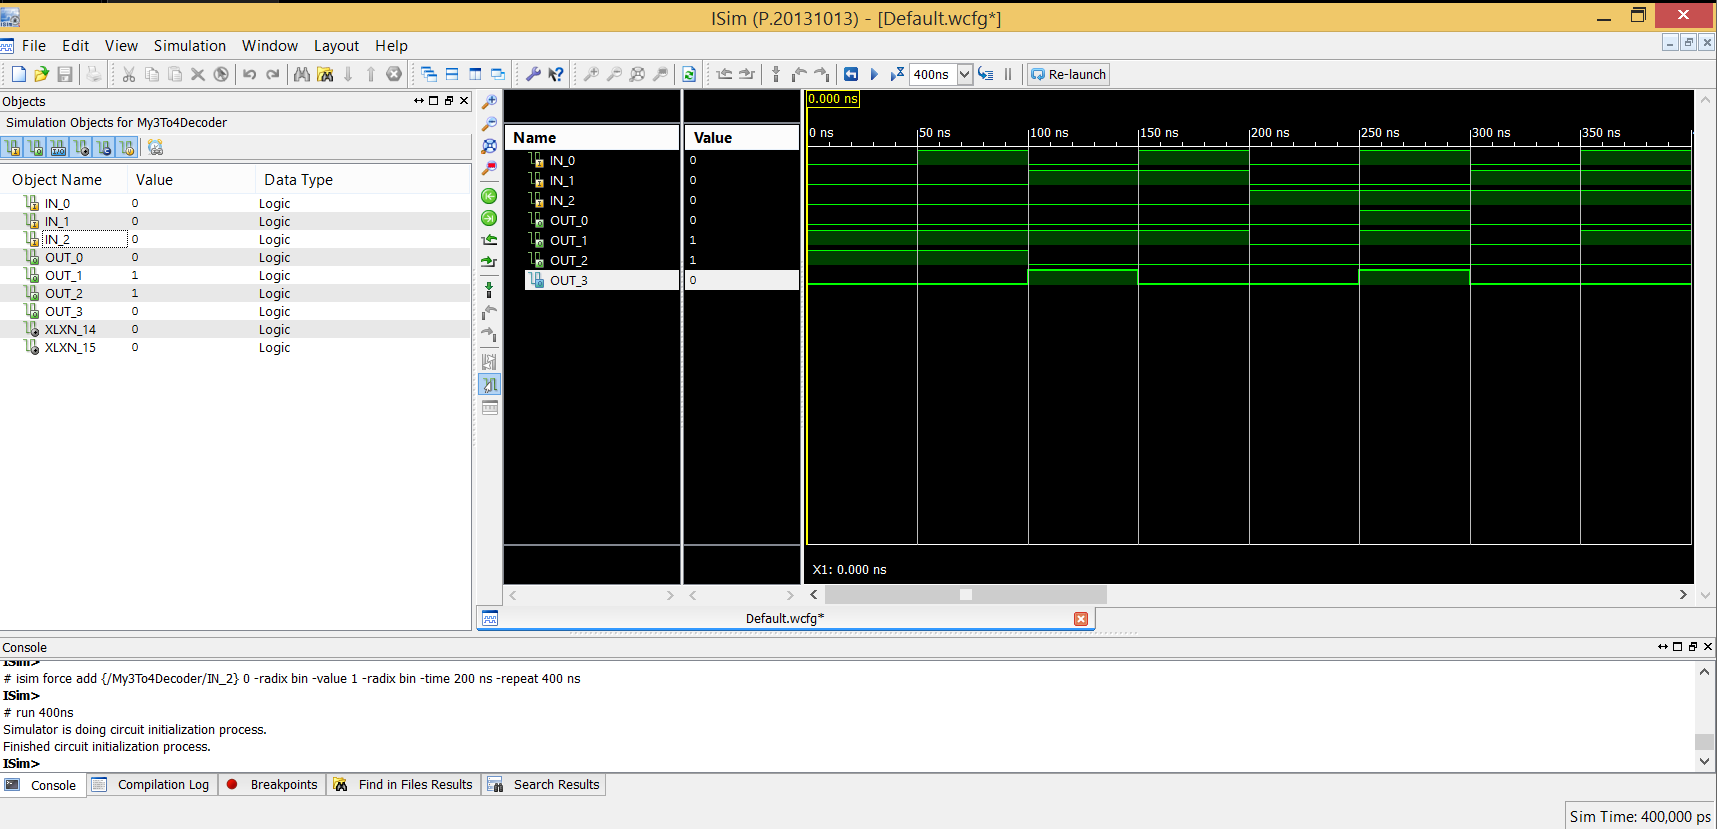 ISim (P.20131013) - [Default.wcfg*]
File Edit View Simulation Window Layout Help
400ns Re-launch
Objects
Simulation Objects for My3To4Decoder
Object Name Value Data Type
IN_0 0 Logic
IN_1 0 Logic
IN_2 0 Logic
OUT_0 0 Logic
OUT_1 1 Logic
OUT_2 1 Logic
OUT_3 0 Logic
XLXN_14 0 Logic
XLXN_15 0 Logic
Name Value
IN_0 0
IN_1 0
IN_2 0
OUT_0 0
OUT_1 1
OUT_2 1
OUT_3 0
0.000 ns
0 ns 50 ns 100 ns 150 ns 200 ns 250 ns 300 ns 350 ns
X1: 0.000 ns
Default.wcfg*
Console
ISim>
# isim force add {/My3To4Decoder/IN_2} 0 -radix bin -value 1 -radix bin -time 200 ns -repeat 400 ns
ISim>
# run 400ns
Simulator is doing circuit initialization process.
Finished circuit initialization process.
ISim>
Console Compilation Log Breakpoints Find in Files Results Search Results
Sim Time: 400,000 ps